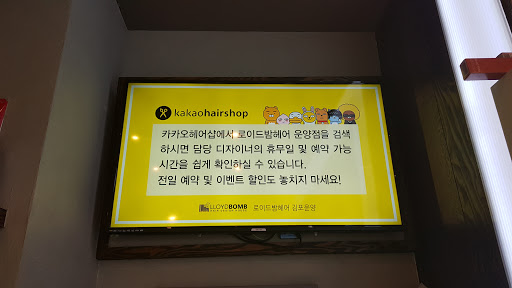 kakaohairshop
카카오헤어샵에서 로이드밤헤어 운양점을 검색
하시면 담당 디자이너의 휴무일 및 예약 가능
시간을 쉽게 확인하실 수 있습니다.
전일 예약 및 이벤트 할인도 놓치지 마세요!
LLOYDBOMB 로이드밤헤어 김포운양